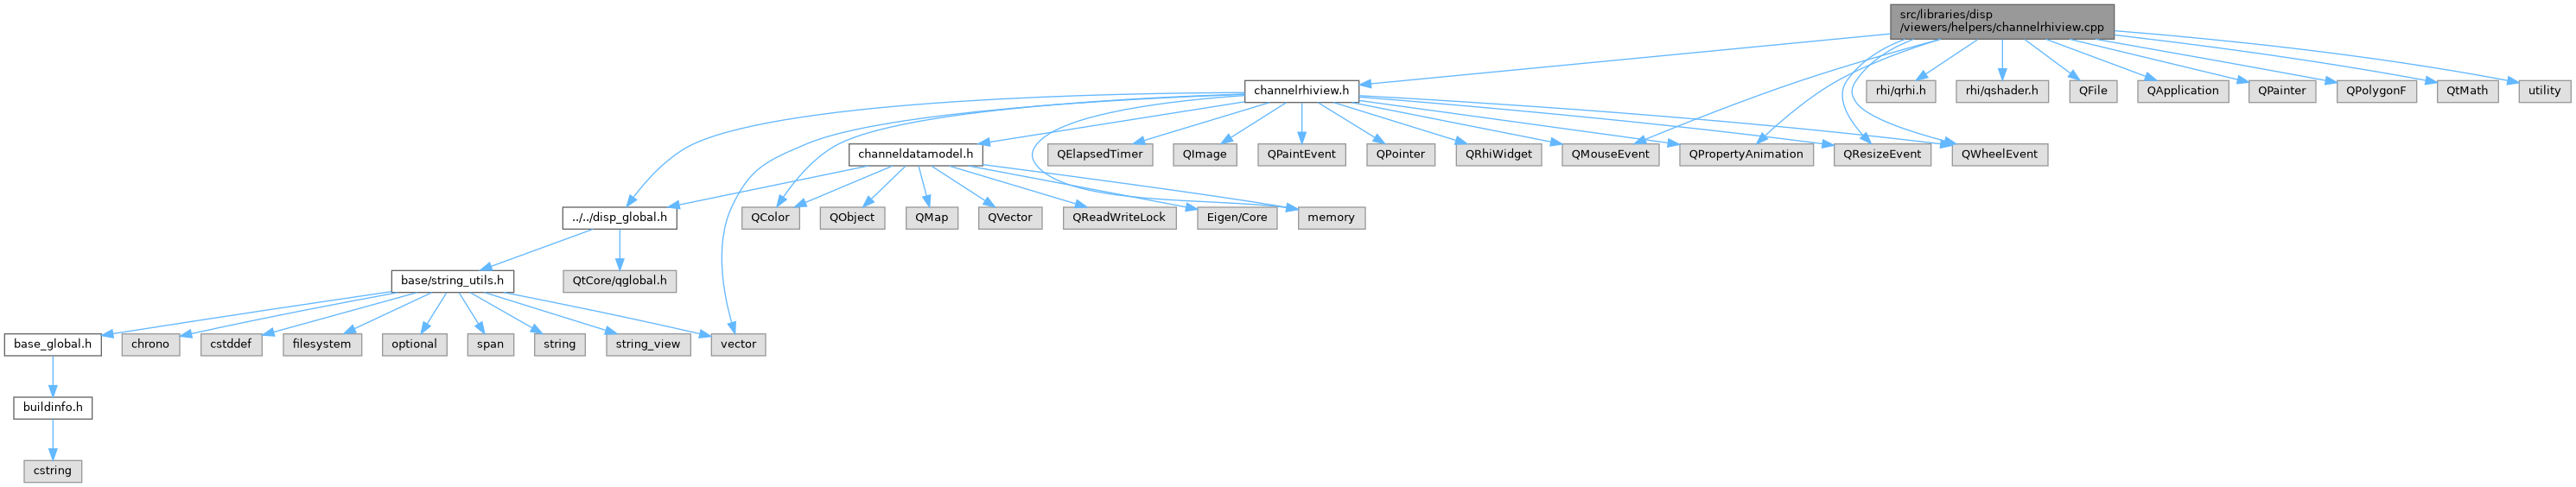 src/libraries/disp
/viewers/helpers/channelrhiview.cpp
channelrhiview.h
rhi/qrhi.h
rhi/qshader.h
QFile
QApplication
QPainter
QPolygonF
QtMath
utility
channeldatamodel.h
QElapsedTimer
QImage
QPaintEvent
QPointer
QRhiWidget
QMouseEvent
QPropertyAnimation
QResizeEvent
QWheelEvent
../../disp_global.h
QColor
QObject
QMap
QVector
QReadWriteLock
Eigen/Core
memory
base/string_utils.h
QtCore/qglobal.h
base_global.h
chrono
cstddef
filesystem
optional
span
string
string_view
vector
buildinfo.h
cstring